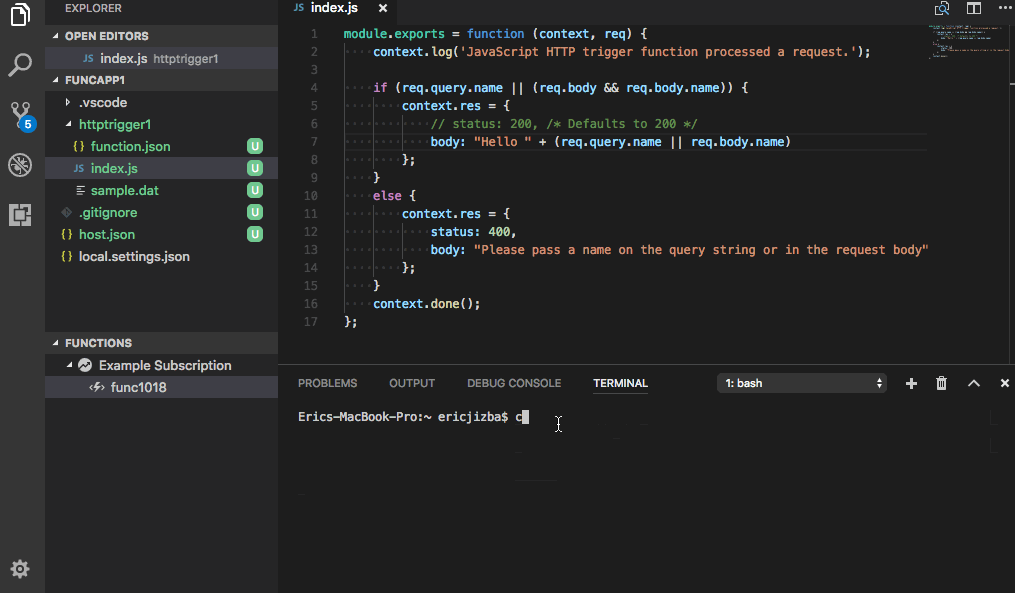 EXPLORER
OPEN EDITORS
JS index.js httptrigger1
FUNCAPP1
.vscode
httptrigger1
{} function.json U
JS index.js U
sample.dat U
.gitignore U
{} host.json U
{} local.settings.json
FUNCTIONS
Example Subscription
func1018
5
JS index.js ×
1 module.exports = function (context, req) {
2 context.log('JavaScript HTTP trigger function processed a request.');
3
4 if (req.query.name || (req.body && req.body.name)) {
5 context.res = {
6 // status: 200, /* Defaults to 200 */
7 body: "Hello " + (req.query.name || req.body.name)
8 };
9 }
10 else {
11 context.res = {
12 status: 400,
13 body: "Please pass a name on the query string or in the request body"
14 };
15 }
16 context.done();
17 };
PROBLEMS OUTPUT DEBUG CONSOLE TERMINAL 1: bash
Erics-MacBook-Pro:~ ericjizba$ c